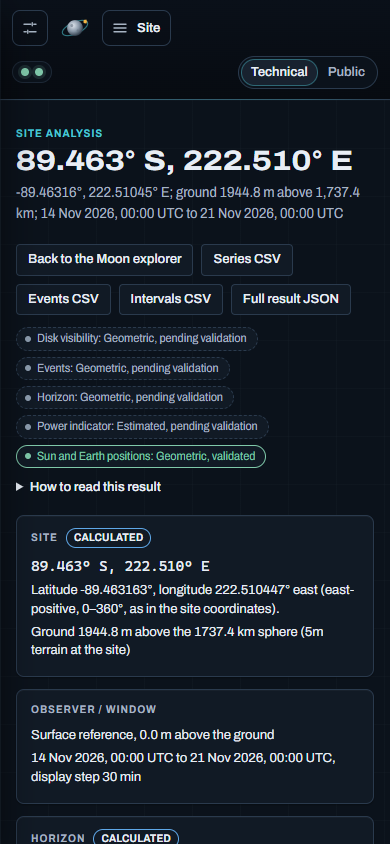 Site
Technical
Public
SITE ANALYSIS
89.463° S, 222.510° E
-89.46316°, 222.51045° E; ground 1944.8 m above 1,737.4
km; 14 Nov 2026, 00:00 UTC to 21 Nov 2026, 00:00 UTC
Back to the Moon explorer
Series CSV
Events CSV
Intervals CSV
Full result JSON
Disk visibility: Geometric, pending validation
Events: Geometric, pending validation
Horizon: Geometric, pending validation
Power indicator: Estimated, pending validation
Sun and Earth positions: Geometric, validated
How to read this result
SITE CALCULATED
89.463° S, 222.510° E
Latitude -89.463163°, longitude 222.510447° east (east-
positive, 0–360°, as in the site coordinates).
Ground 1944.8 m above the 1737.4 km sphere (5m
terrain at the site)
OBSERVER / WINDOW
Surface reference, 0.0 m above the ground
14 Nov 2026, 00:00 UTC to 21 Nov 2026, 00:00 UTC,
display step 30 min
HORIZON CALCULATED